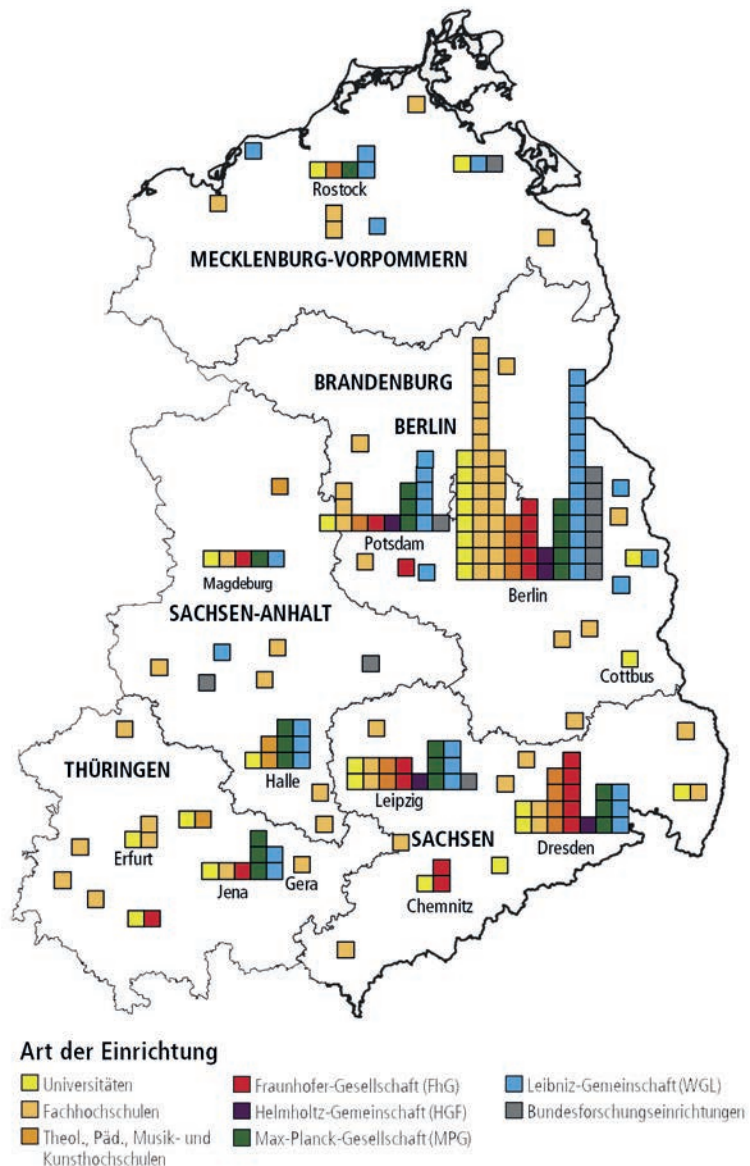 Rostock
MECKLENBURG-VORPOMMERN
BRANDENBURG
BERLIN
Potsdam
Berlin
Magdeburg
SACHSEN-ANHALT
Cottbus
THÜRINGEN
Halle
Leipzig
SACHSEN
Dresden
Erfurt
Jena
Gera
Chemnitz
Art der Einrichtung
Universitäten
Fachhochschulen
Theol., Päd., Musik- und
Kunsthochschulen
Fraunhofer-Gesellschaft (FhG)
Helmholtz-Gemeinschaft (HGF)
Max-Planck-Gesellschaft (MPG)
Leibniz-Gemeinschaft (WGL)
Bundesforschungseinrichtungen